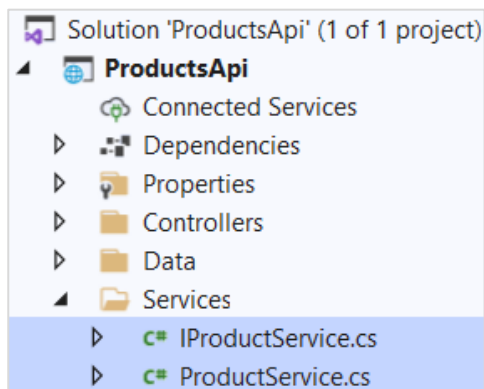 Solution 'ProductsApi' (1 of 1 project)
ProductsApi
Connected Services
Dependencies
Properties
Controllers
Data
Services
C# IProductService.cs
C# ProductService.cs